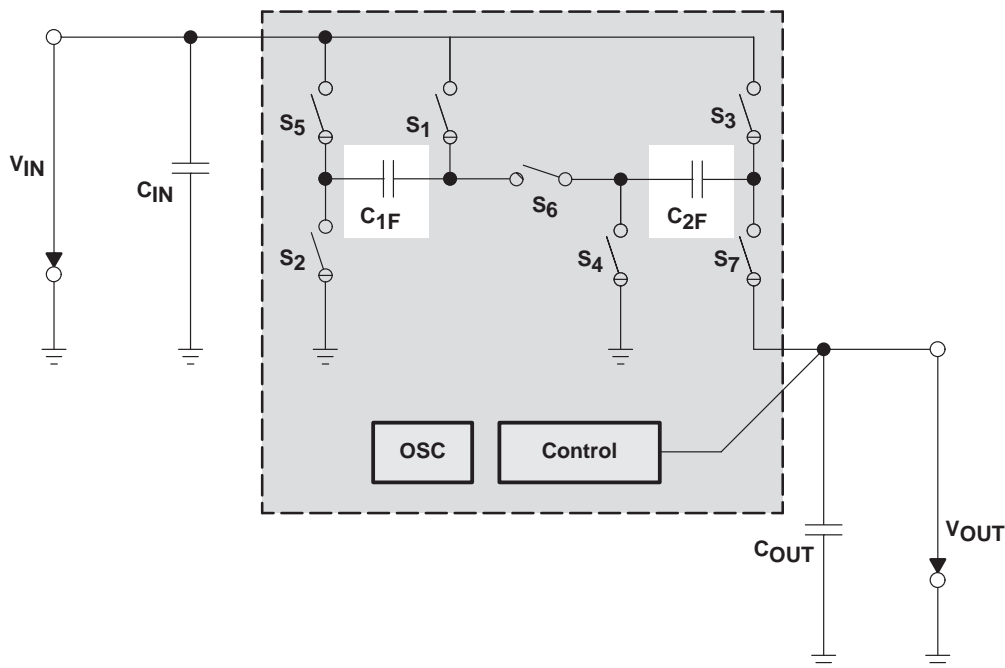 S5
S1
S3
VIN
CIN
C1F
S6
C2F
S2
S4
S7
OSC
Control
COUT
VOUT